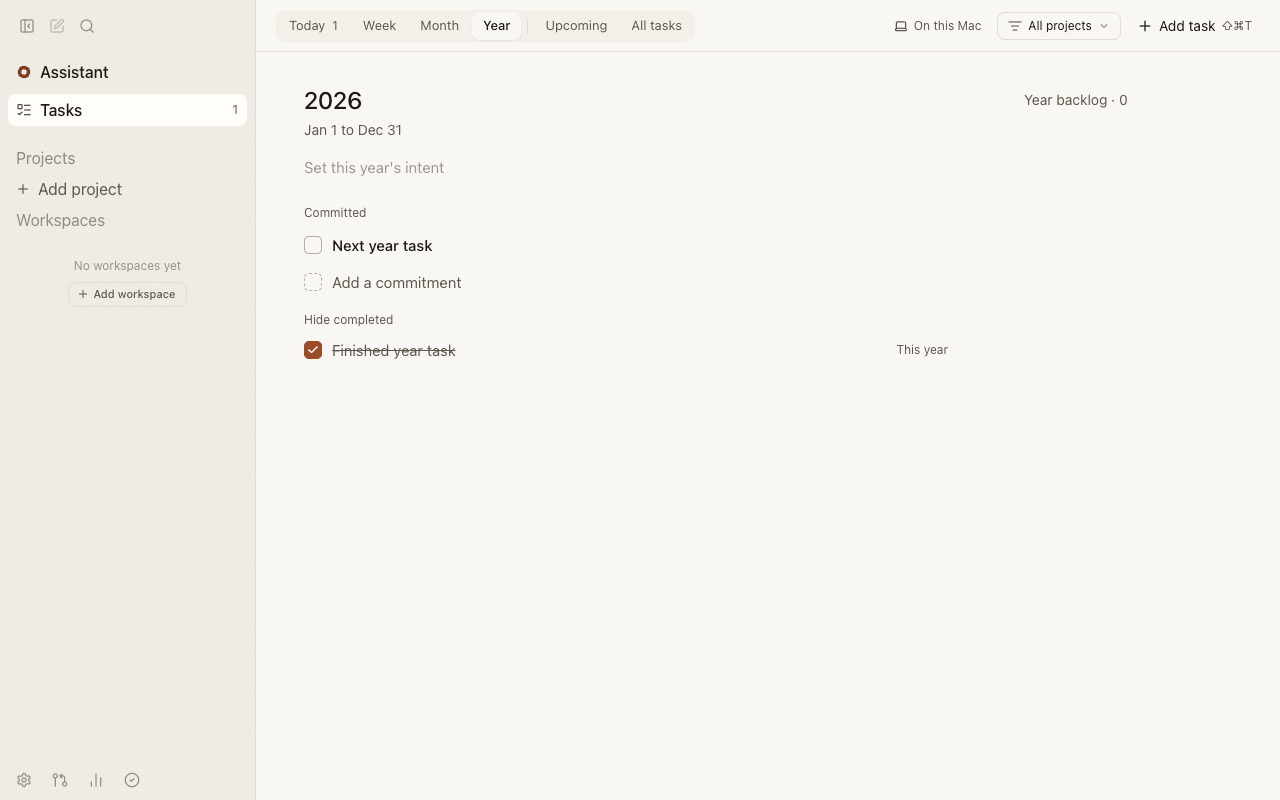 Assistant
Tasks 1
Projects
Add project
Workspaces
No workspaces yet
Add workspace
Today 1 Week Month Year Upcoming All tasks
On this Mac All projects Add task ⇧⌘T
2026
Year backlog · 0
Jan 1 to Dec 31
Set this year's intent
Committed
Next year task
Add a commitment
Hide completed
Finished year task This year